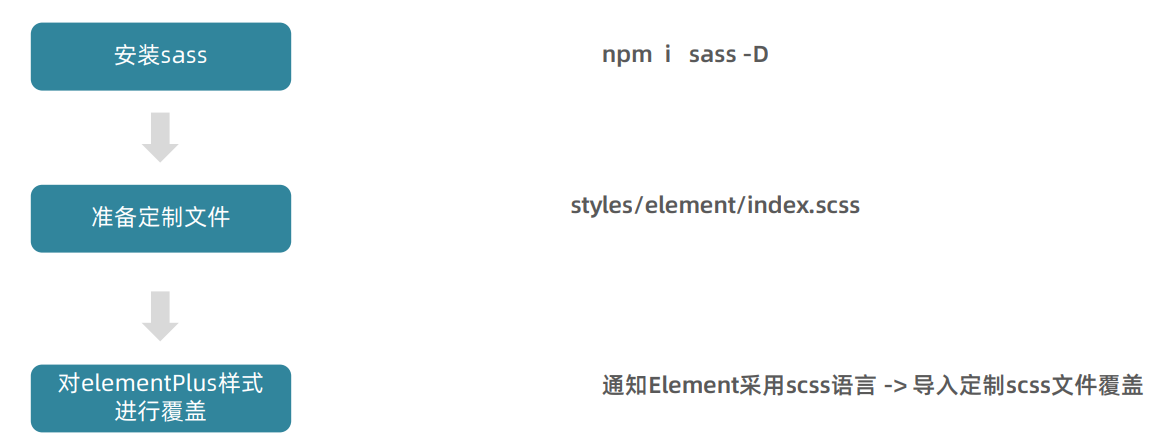 安装sass
npm i sass -D
准备定制文件
styles/element/index.scss
对elementPlus样式
进行覆盖
通知Element采用scss语言 -> 导入定制scss文件覆盖